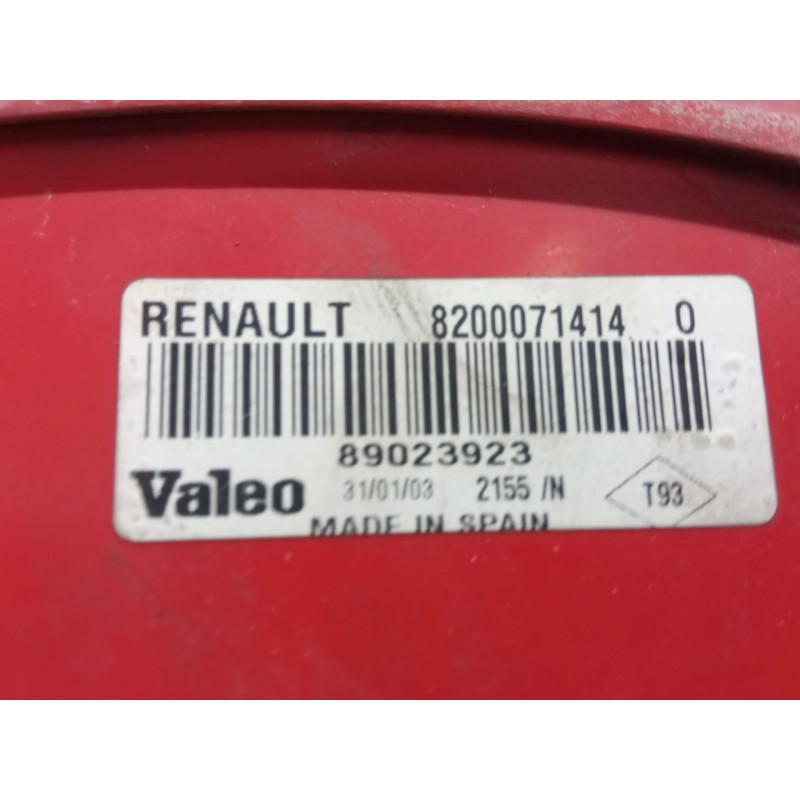 RENAULT 8200071414 0
89023923
Valeo 31/01/03 2155 /N T93
MADE IN SPAIN